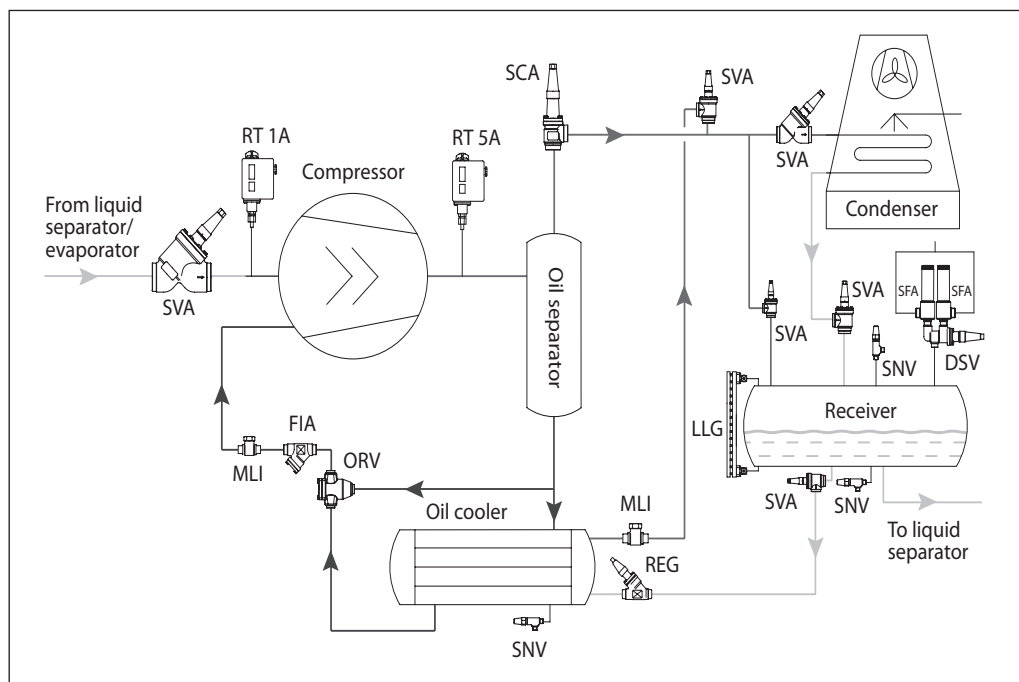 SCA
SVA
RT 1A
RT 5A
SVA
Compressor
Condenser
From liquid
separator/
evaporator
SVA
Oil separator
SVA
SFA
SFA
SVA
SNV
DSV
FIA
Receiver
LLG
MLI
ORV
SVA
SNV
Oil cooler
MLI
To liquid
separator
REG
SNV